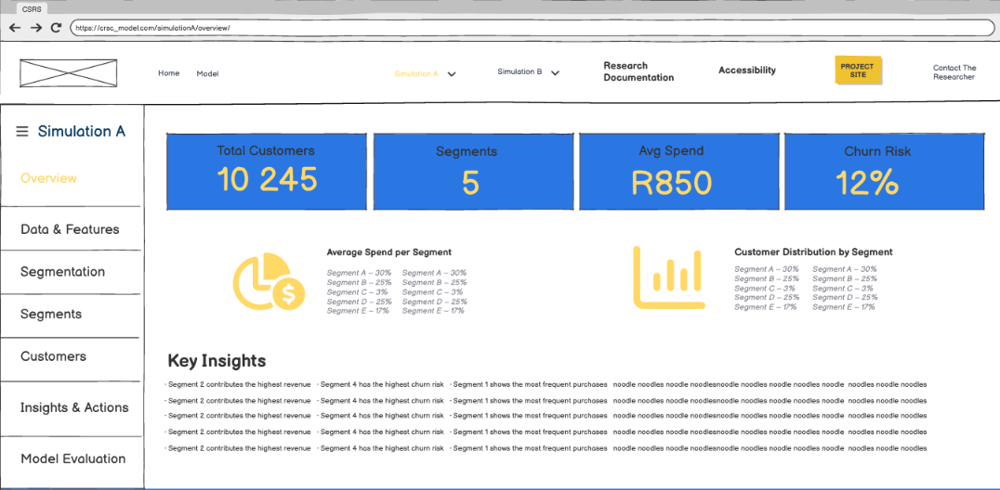 CSRS
https://crsc_model.com/simulationA/overview/
Home Model Simulation A Simulation B Research Documentation Accessibility PROJECT SITE Contact The Researcher
Simulation A
Overview
Data & Features
Segmentation
Segments
Customers
Insights & Actions
Model Evaluation
Total Customers
10 245
Segments
5
Avg Spend
R850
Churn Risk
12%
$
Average Spend per Segment
Segment A – 30% Segment A – 30%
Segment B – 25% Segment B – 25%
Segment C – 3% Segment C – 3%
Segment D – 25% Segment D – 25%
Segment E – 17% Segment E – 17%
Customer Distribution by Segment
Segment A – 30% Segment A – 30%
Segment B – 25% Segment B – 25%
Segment C – 3% Segment C – 3%
Segment D – 25% Segment D – 25%
Segment E – 17% Segment E – 17%
Key Insights
· Segment 2 contributes the highest revenue · Segment 4 has the highest churn risk · Segment 1 shows the most frequent purchases noodle noodles noodle noodlesnoodle noodles noodle noodles noodle noodles noodle noodles
· Segment 2 contributes the highest revenue · Segment 4 has the highest churn risk · Segment 1 shows the most frequent purchases noodle noodles noodle noodlesnoodle noodles noodle noodles noodle noodles noodle noodles
· Segment 2 contributes the highest revenue · Segment 4 has the highest churn risk · Segment 1 shows the most frequent purchases noodle noodles noodle noodlesnoodle noodles noodle noodles noodle noodles noodle noodles
· Segment 2 contributes the highest revenue · Segment 4 has the highest churn risk · Segment 1 shows the most frequent purchases noodle noodles noodle noodlesnoodle noodles noodle noodles noodle noodles noodle noodles
· Segment 2 contributes the highest revenue · Segment 4 has the highest churn risk · Segment 1 shows the most frequent purchases noodle noodles noodle noodlesnoodle noodles noodle noodles noodle noodles noodle noodles